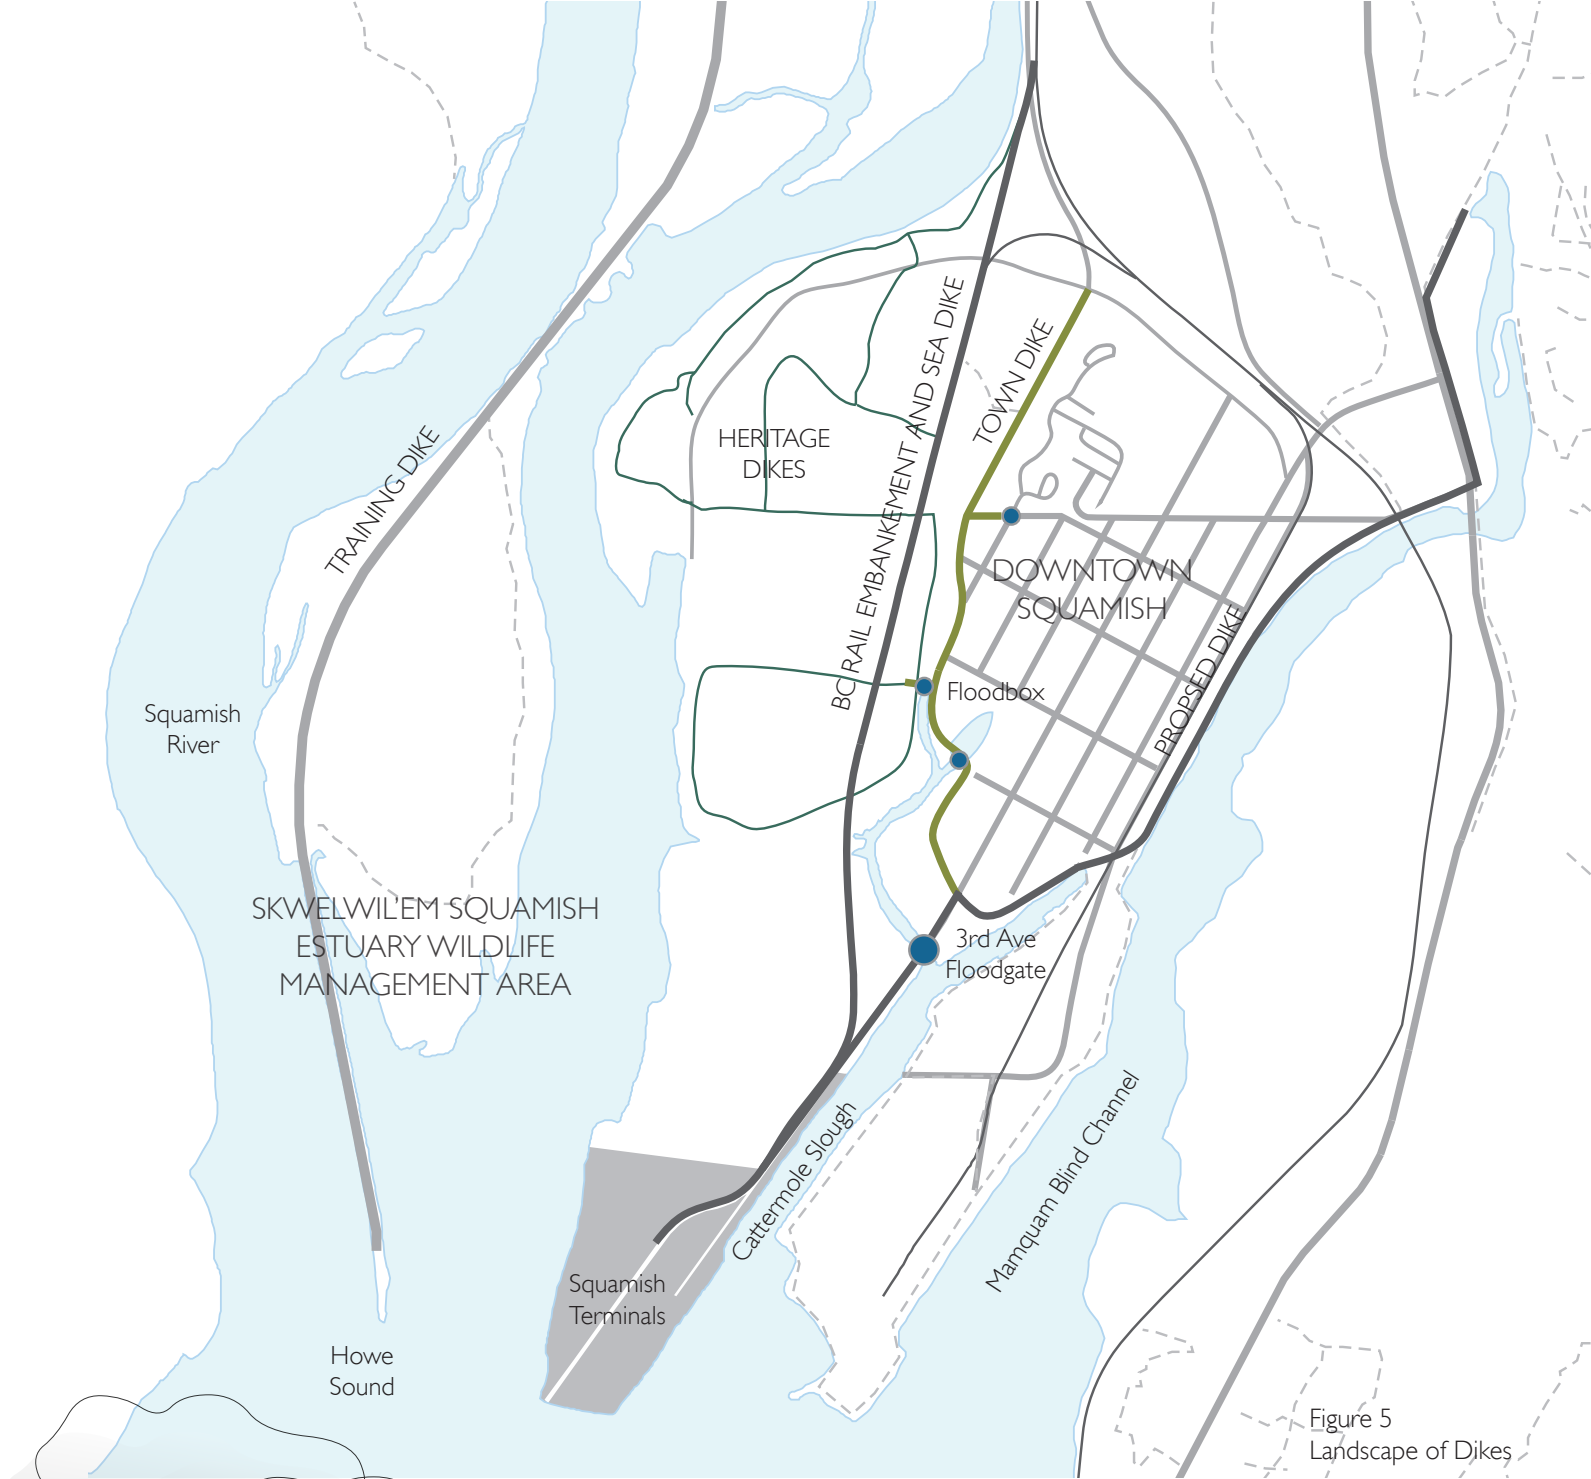 BC RAIL EMBANKEMENT AND SEA DIKE
TOWN DIKE
HERITAGE
DIKES
TRAINING DIKE
DOWNTOWN
SQUAMISH
PROPSED DIKE
Floodbox
Squamish
River
SKWELWIL'EM SQUAMISH
ESTUARY WILDLIFE
MANAGEMENT AREA
3rd Ave
Floodgate
Cattermole Slough
Mamquam Blind Channel
Squamish
Terminals
Howe
Sound
Figure 5
Landscape of Dikes